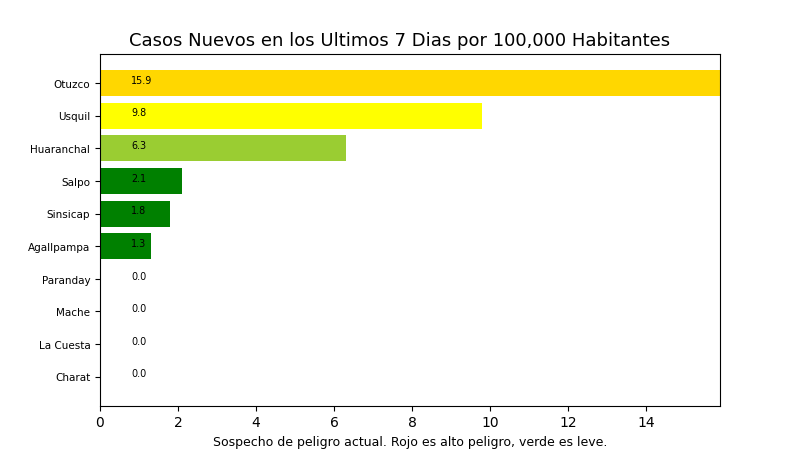 Casos Nuevos en los Ultimos 7 Dias por 100,000 Habitantes
Otuzco 15.9
Usquil 9.8
Huaranchal 6.3
Salpo 2.1
Sinsicap 1.8
Agallpampa 1.3
Paranday 0.0
Mache 0.0
La Cuesta 0.0
Charat 0.0
0 2 4 6 8 10 12 14
Sospecho de peligro actual. Rojo es alto peligro, verde es leve.